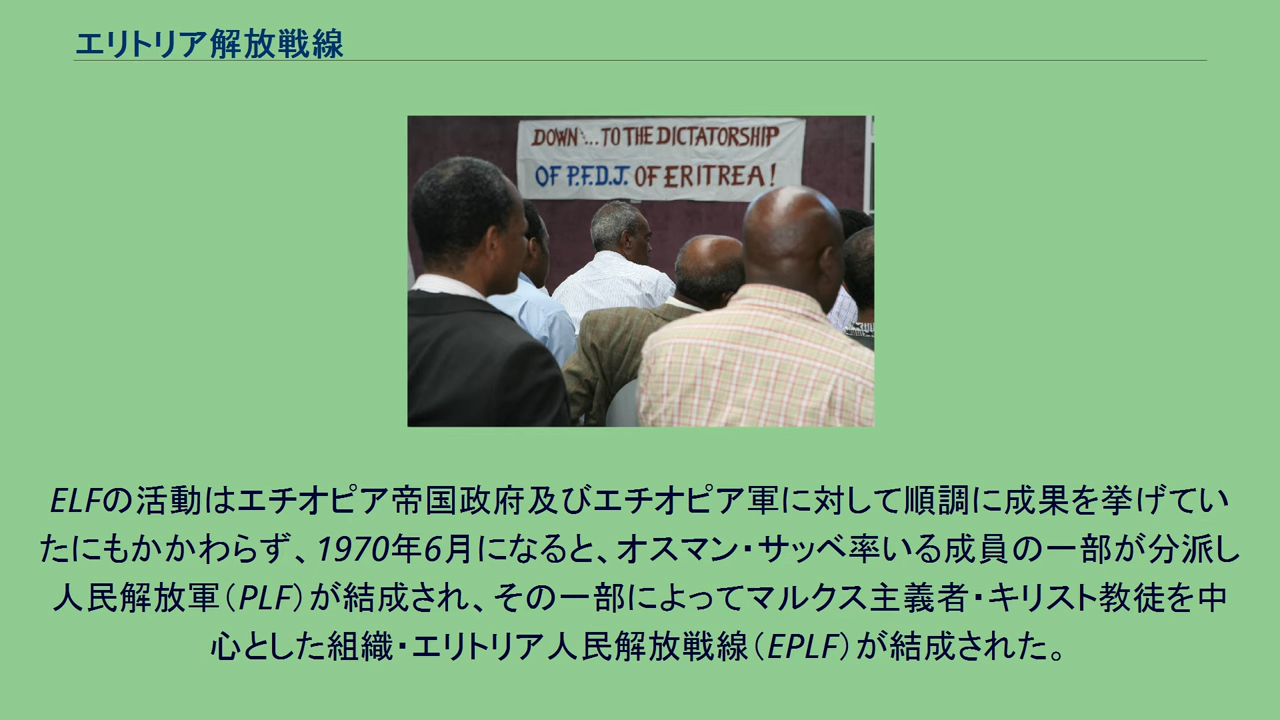 エリトリア解放戦線
DOWN ... TO THE DICTATORSHIP
OF P.F.D.J. OF ERITREA!
ELFの活動はエチオピア帝国政府及びエチオピア軍に対して順調に成果を挙げてい
たにもかかわらず、1970年6月になると、オスマン・サッベ率いる成員の一部が分派し
人民解放軍（PLF）が結成され、その一部によってマルクス主義者・キリスト教徒を中
心とした組織・エリトリア人民解放戦線（EPLF）が結成された。